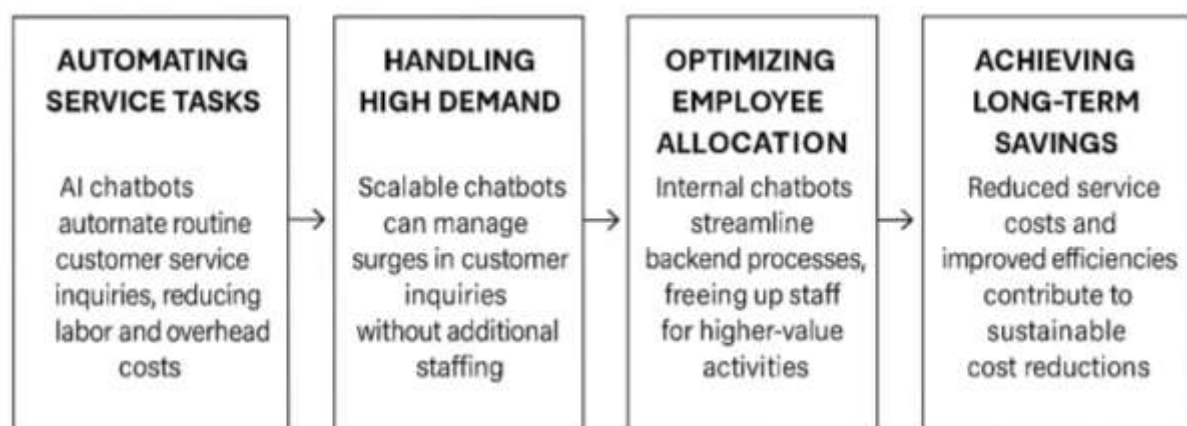 AUTOMATING
SERVICE TASKS
AI chatbots
automate routine
customer service
inquiries, reducing
labor and overhead
costs
HANDLING
HIGH DEMAND
Scalable chatbots
can manage
surges in customer
inquiries
without additional
staffing
OPTIMIZING
EMPLOYEE
ALLOCATION
Internal chatbots
streamline
backend processes,
freeing up staff
for higher-value
activities
ACHIEVING
LONG-TERM
SAVINGS
Reduced service
costs and
improved efficiencies
contribute to
sustainable
cost reductions